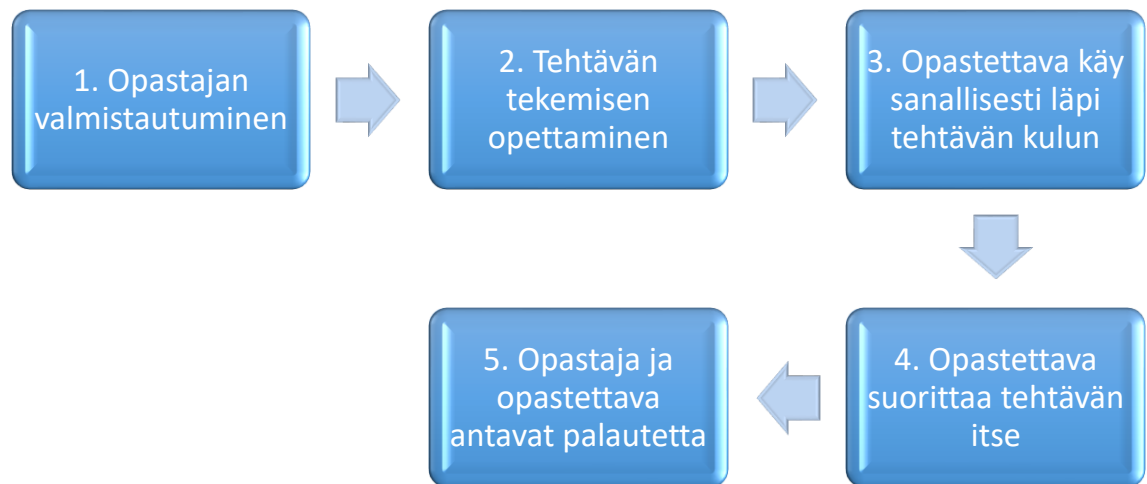 1. Opastajan
valmistautuminen
2. Tehtävän
tekemisen
opettaminen
3. Opastettava käy
sanallisesti läpi
tehtävän kulun
4. Opastettava
suorittaa tehtävän
itse
5. Opastaja ja
opastettava
antavat palautetta